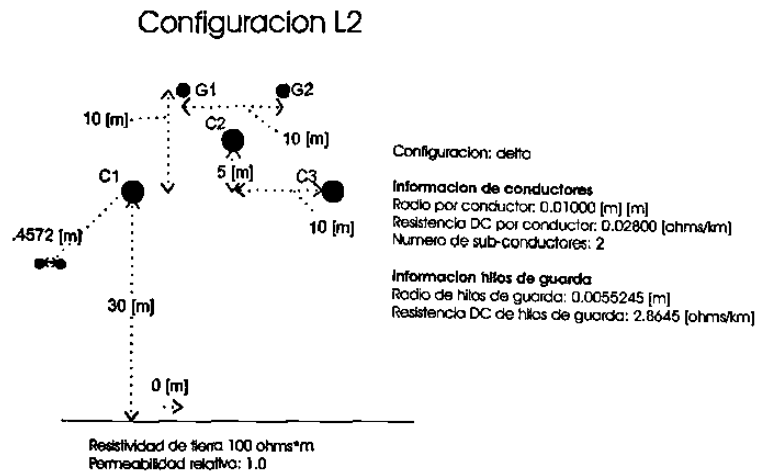 Configuracion L2
G1
G2
10 [m]
C2
10 [m]
C1
5 [m]
C3
10 [m]
.4572 [m]
30 [m]
0 [m]
Resistividad de tierra 100 ohms*m
Permeabilidad relativa: 1.0
Configuracion: delta
Informacion de conductores
Radio por conductor: 0.01000 [m] [m]
Resistencia DC por conductor: 0.02800 [ohms/km]
Numero de sub-conductores: 2
Informacion hilos de guarda
Radio de hilos de guarda: 0.0055245 [m]
Resistencia DC de hilos de guarda: 2.8645 [ohms/km]